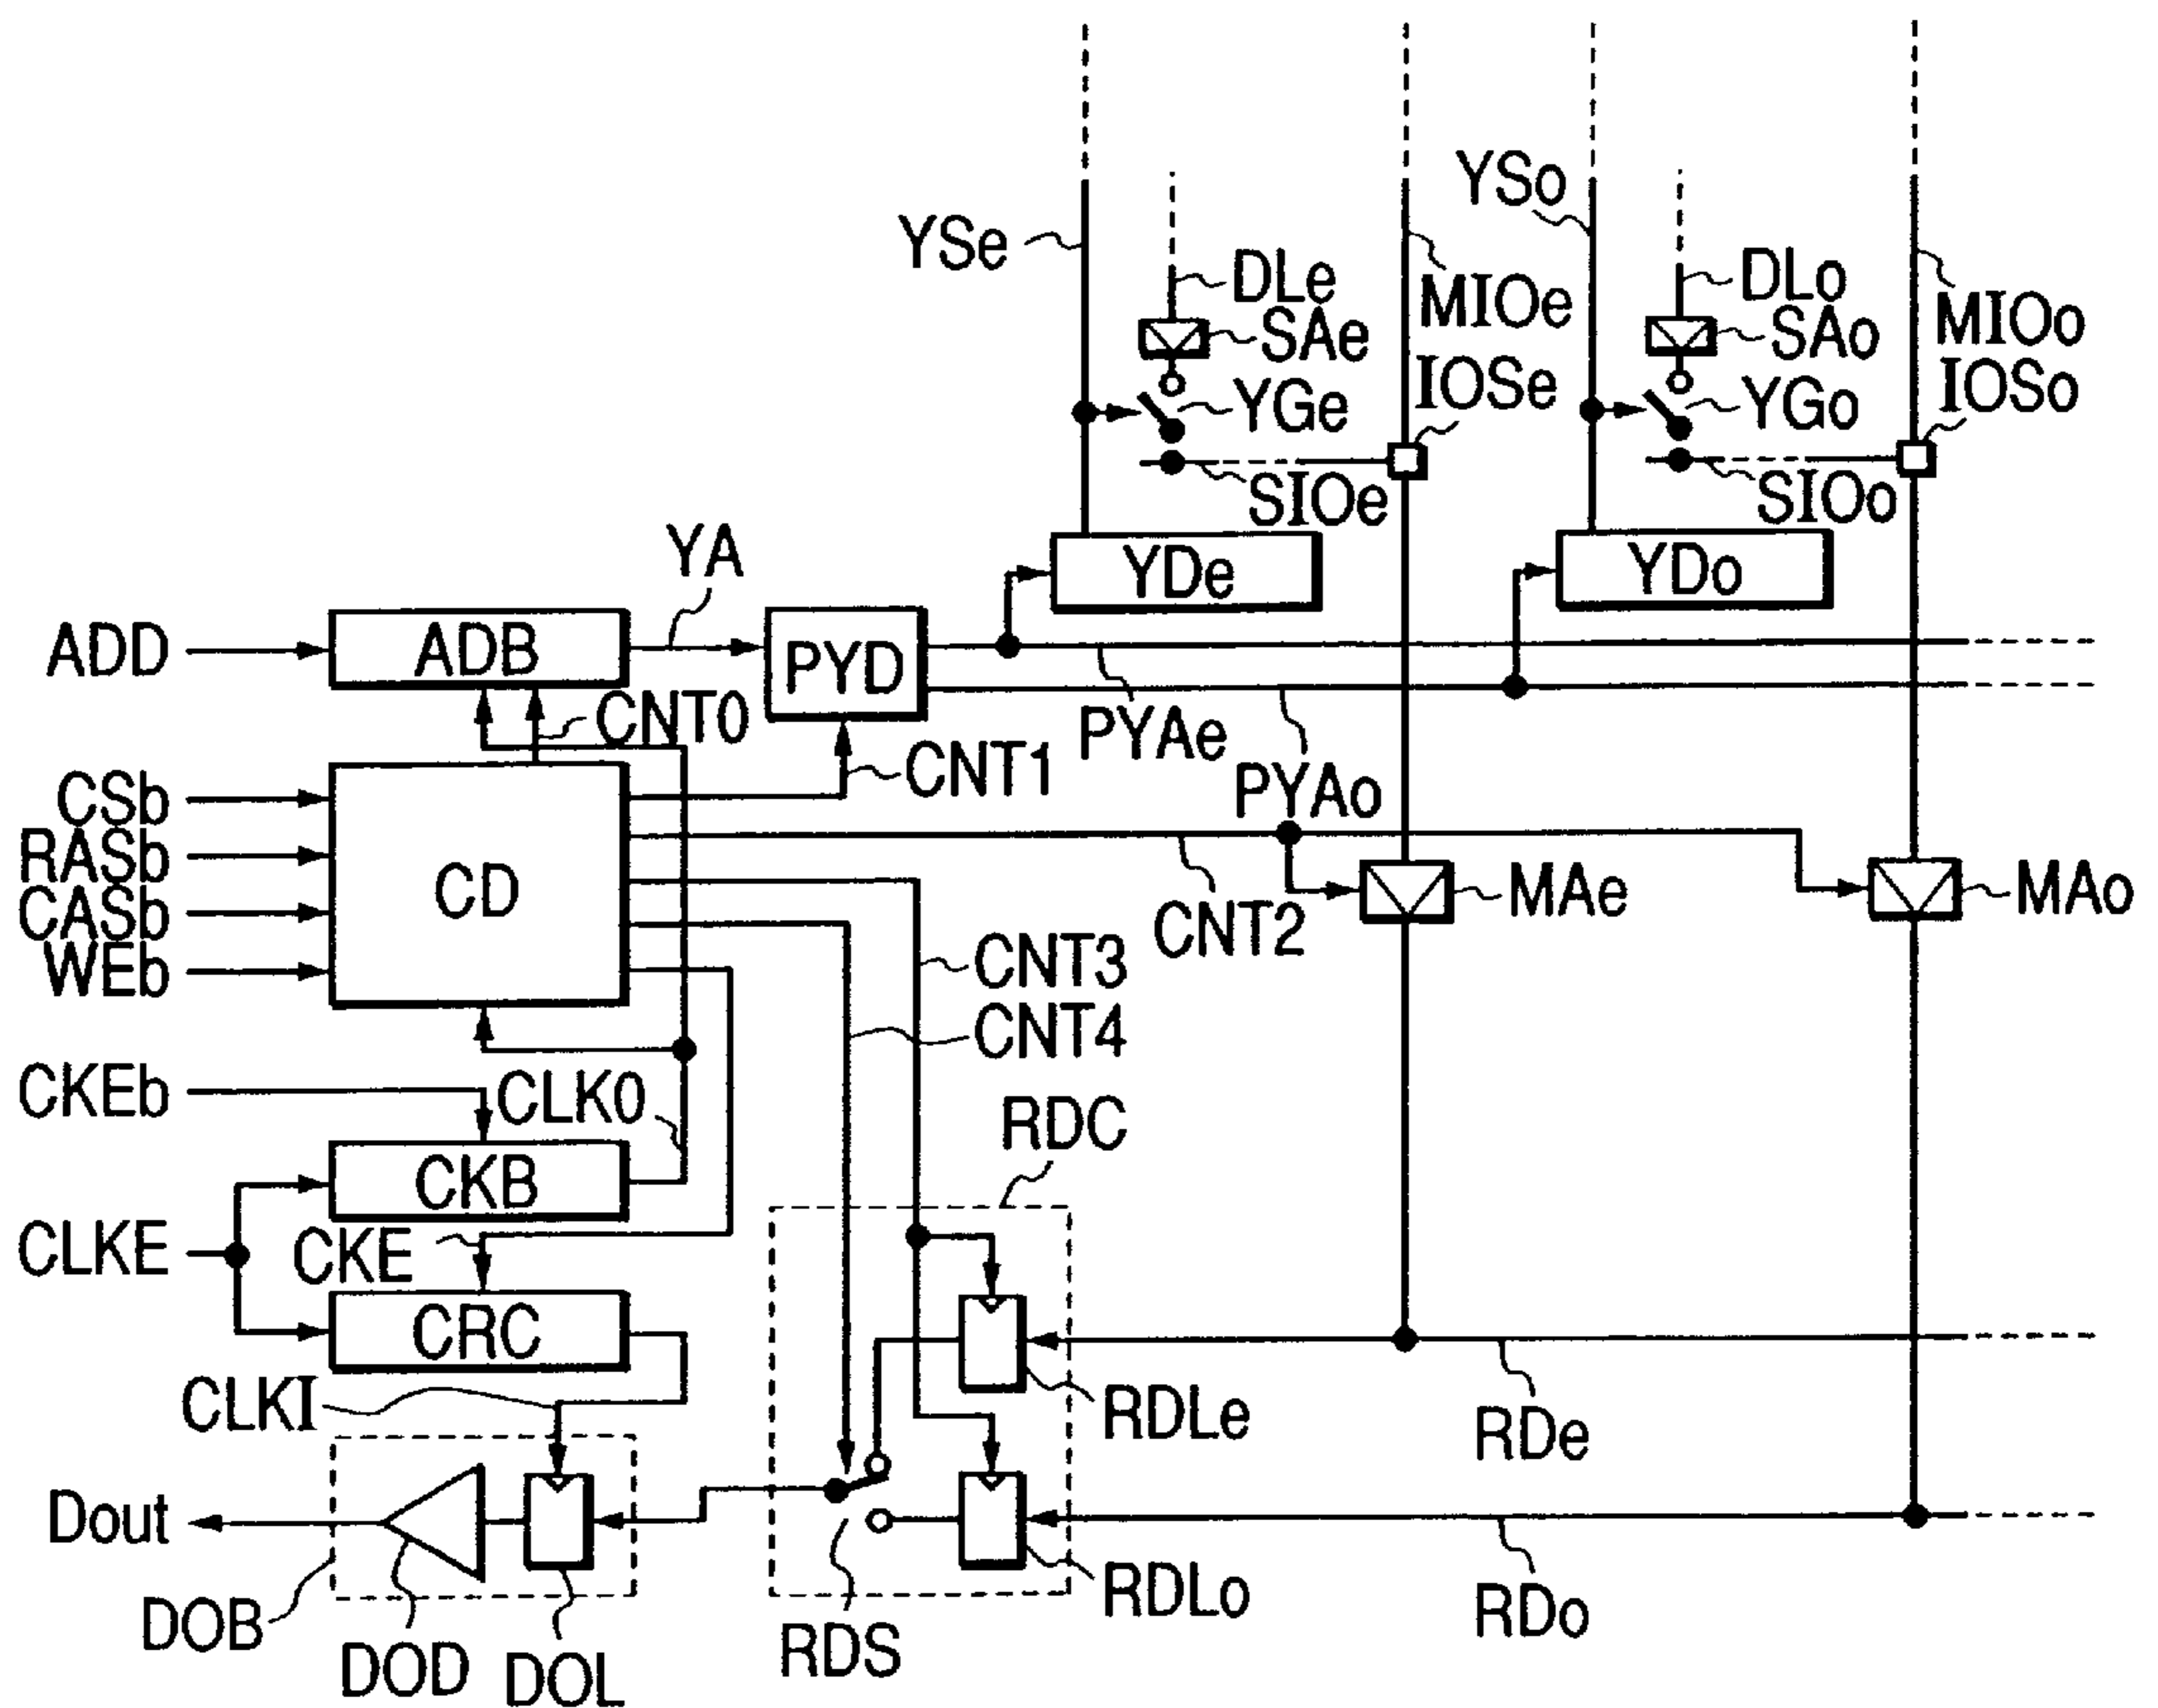 YSe
YSo
DLe
SAe
YGe
SIOe
MIOe
IOSe
DLo
SAo
YGo
SIOo
MIOo
IOSo
YDe
YDo
YA
ADD
ADB
PYD
CNT0
CNT1
PYAe
PYAo
CSb
RASb
CASb
WEb
CD
CNT2
MAe
MAo
CNT3
CNT4
CKEb
CLK0
CKB
RDC
CLKE
CKE
CRC
CLKI
RDLe
RDe
Dout
RDLo
RDo
DOB
DOD
DOL
RDS